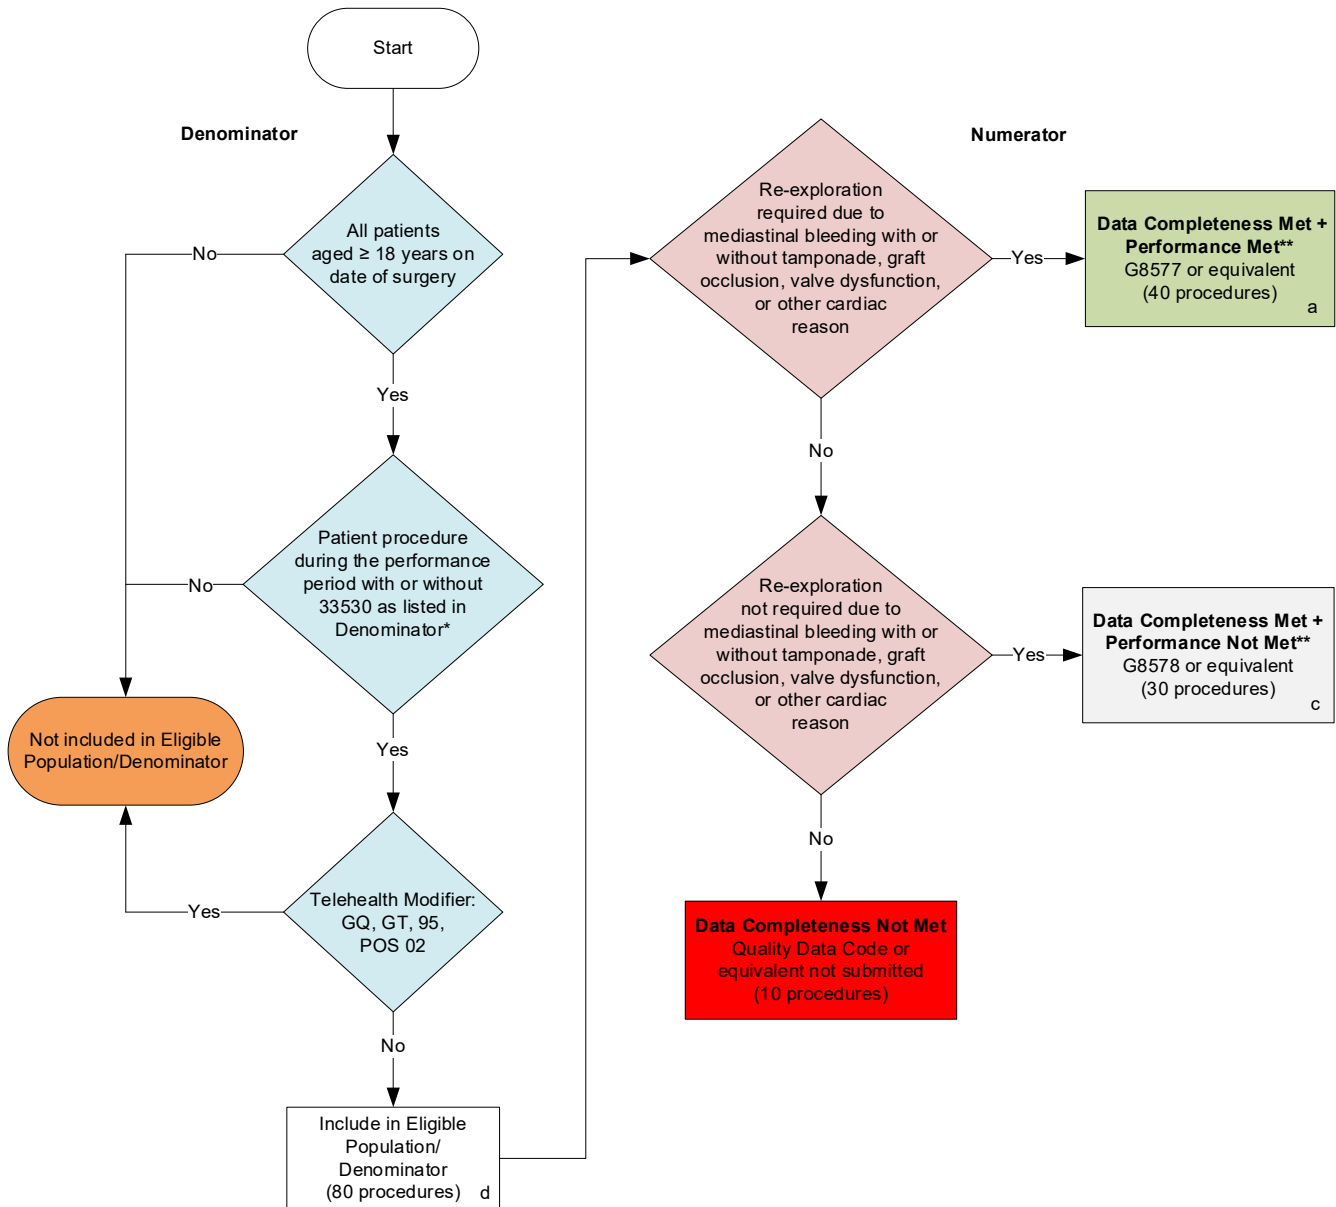 Start
Denominator
All patients
aged ≥ 18 years on
date of surgery
No
Yes
Patient procedure
during the performance
period with or without
33530 as listed in
Denominator*
No
Not included in Eligible
Population/Denominator
Yes
Telehealth Modifier:
GQ, GT, 95,
POS 02
Yes
No
Include in Eligible
Population/
Denominator
(80 procedures)
d
Numerator
Re-exploration
required due to
mediastinal bleeding with or
without tamponade, graft
occlusion, valve dysfunction,
or other cardiac
reason
Yes
Data Completeness Met +
Performance Met**
G8577 or equivalent
(40 procedures)
a
No
Re-exploration
not required due to
mediastinal bleeding with or
without tamponade, graft
occlusion, valve dysfunction,
or other cardiac
reason
Yes
Data Completeness Met +
Performance Not Met**
G8578 or equivalent
(30 procedures)
c
No
Data Completeness Not Met
Quality Data Code or
equivalent not submitted
(10 procedures)